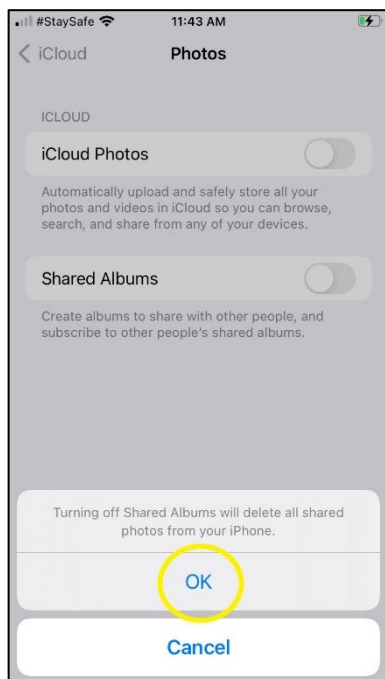 #StaySafe 11:43 AM
iCloud Photos
ICLOUD
iCloud Photos
Automatically upload and safely store all your
photos and videos in iCloud so you can browse,
search, and share from any of your devices.
Shared Albums
Create albums to share with other people, and
subscribe to other people's shared albums.
Turning off Shared Albums will delete all shared
photos from your iPhone.
OK
Cancel